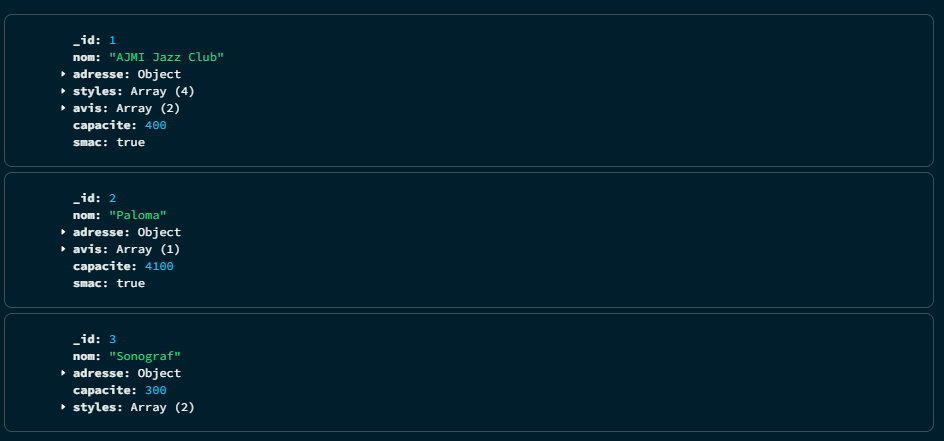 _id: 1
nom: "AJMI Jazz Club"
adresse: Object
styles: Array (4)
avis: Array (2)
capacite: 400
smac: true
_id: 2
nom: "Paloma"
adresse: Object
avis: Array (1)
capacite: 4100
smac: true
_id: 3
nom: "Sonograf"
adresse: Object
capacite: 300
styles: Array (2)